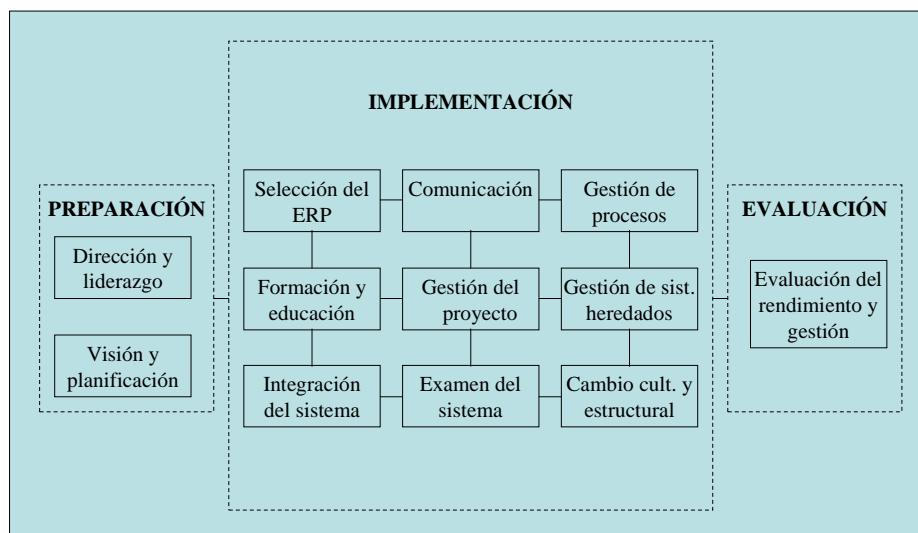 IMPLEMENTACIÓN
PREPARACIÓN
Dirección y
liderazgo
Visión y
planificación
Selección del
ERP
Comunicación
Gestión de
procesos
Formación y
educación
Gestión del
proyecto
Gestión de sist.
heredados
Integración
del sistema
Examen del
sistema
Cambio cult. y
estructural
EVALUACIÓN
Evaluación del
rendimiento y
gestión